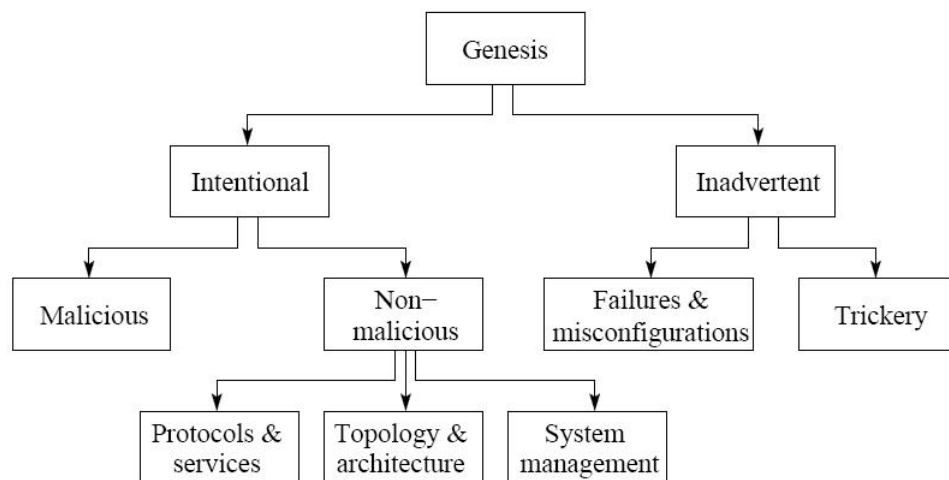 Genesis
Intentional
Inadvertent
Malicious
Non−
malicious
Failures &
misconfigurations
Trickery
Protocols &
services
Topology &
architecture
System
management